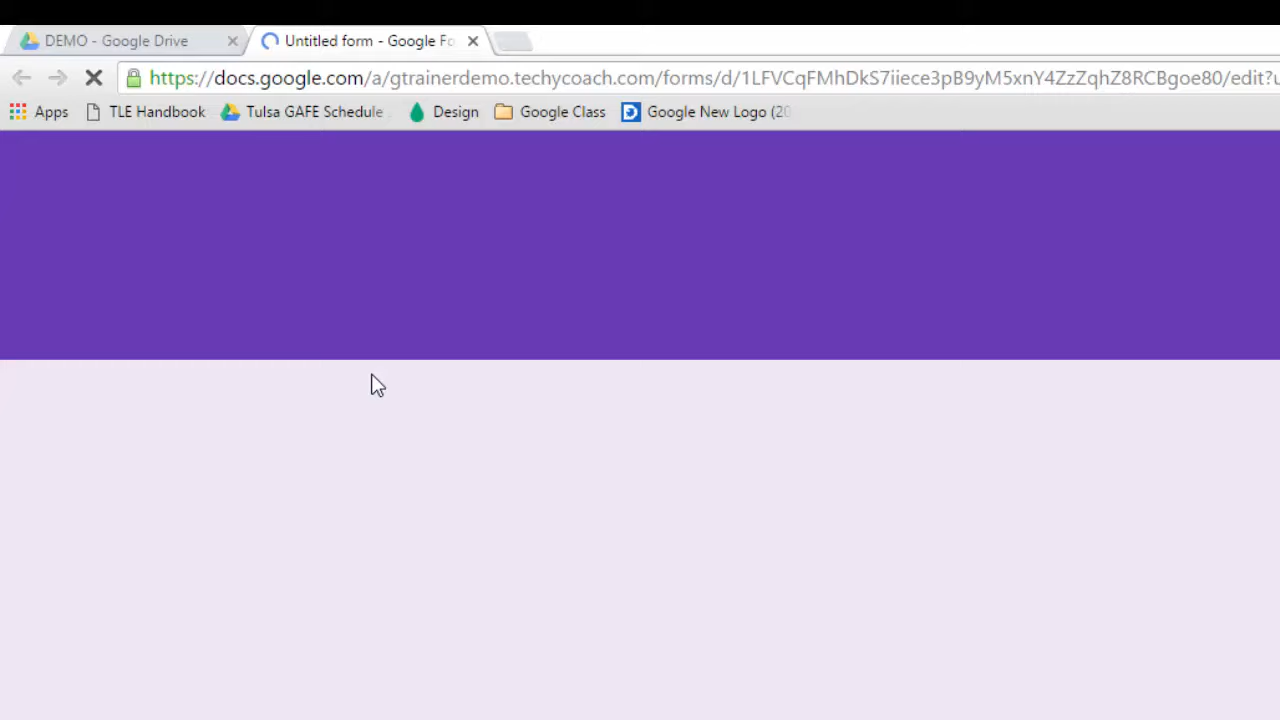 DEMO - Google Drive
Untitled form - Google Fo
https://docs.google.com/a/gtrainerdemo.techycoach.com/forms/d/1LFVCqFMhDkS7iiece3pB9yM5xnY4ZzZqhZ8RCBgoe80/edit?u
Apps TLE Handbook Tulsa GAFE Schedule Design Google Class Google New Logo (20